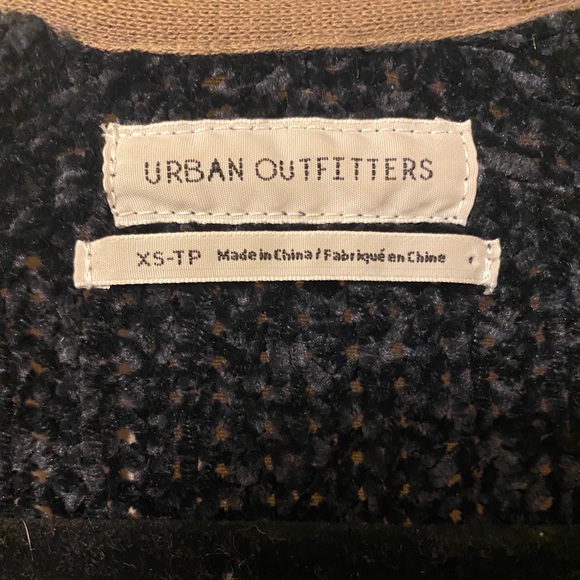 URBAN OUTFITTERS
XS-TP Made in China / Fabriqué en Chine